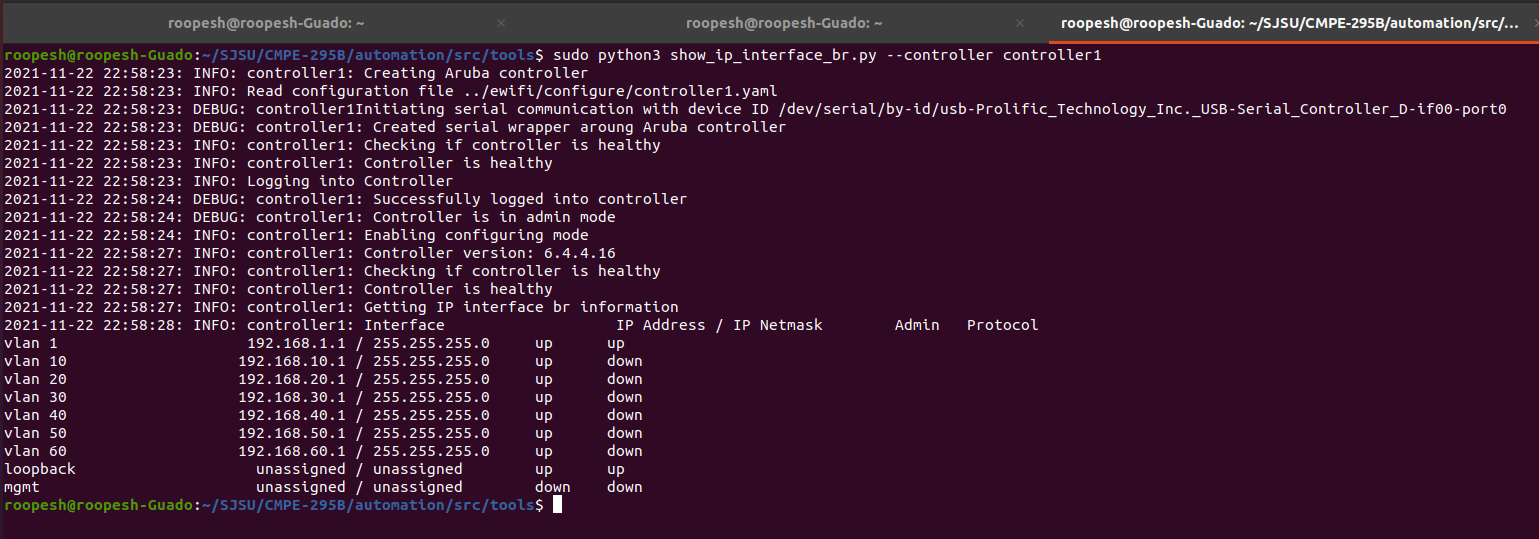 roopesh@roopesh-Guado: ~ × roopesh@roopesh-Guado: ~ × roopesh@roopesh-Guado: ~/SJSU/CMPE-295B/automation/src/...
roopesh@roopesh-Guado:~/SJSU/CMPE-295B/automation/src/tools$ sudo python3 show_ip_interface_br.py --controller controller1
2021-11-22 22:58:23: INFO: controller1: Creating Aruba controller
2021-11-22 22:58:23: INFO: Read configuration file ../ewifi/configure/controller1.yaml
2021-11-22 22:58:23: DEBUG: controller1Initiating serial communication with device ID /dev/serial/by-id/usb-Prolific_Technology_Inc._USB-Serial_Controller_D-if00-port0
2021-11-22 22:58:23: DEBUG: controller1: Created serial wrapper aroung Aruba controller
2021-11-22 22:58:23: INFO: controller1: Checking if controller is healthy
2021-11-22 22:58:23: INFO: controller1: Controller is healthy
2021-11-22 22:58:23: INFO: Logging into Controller
2021-11-22 22:58:24: DEBUG: controller1: Successfully logged into controller
2021-11-22 22:58:24: DEBUG: controller1: Controller is in admin mode
2021-11-22 22:58:24: INFO: controller1: Enabling configuring mode
2021-11-22 22:58:27: INFO: controller1: Controller version: 6.4.4.16
2021-11-22 22:58:27: INFO: controller1: Checking if controller is healthy
2021-11-22 22:58:27: INFO: controller1: Controller is healthy
2021-11-22 22:58:27: INFO: controller1: Getting IP interface br information
2021-11-22 22:58:28: INFO: controller1: Interface                   IP Address / IP Netmask        Admin   Protocol
vlan 1                     192.168.1.1 / 255.255.255.0     up      up
vlan 10                   192.168.10.1 / 255.255.255.0     up      down
vlan 20                   192.168.20.1 / 255.255.255.0     up      down
vlan 30                   192.168.30.1 / 255.255.255.0     up      down
vlan 40                   192.168.40.1 / 255.255.255.0     up      down
vlan 50                   192.168.50.1 / 255.255.255.0     up      down
vlan 60                   192.168.60.1 / 255.255.255.0     up      down
loopback                    unassigned / unassigned        up      up
mgmt                        unassigned / unassigned        down    down
roopesh@roopesh-Guado:~/SJSU/CMPE-295B/automation/src/tools$